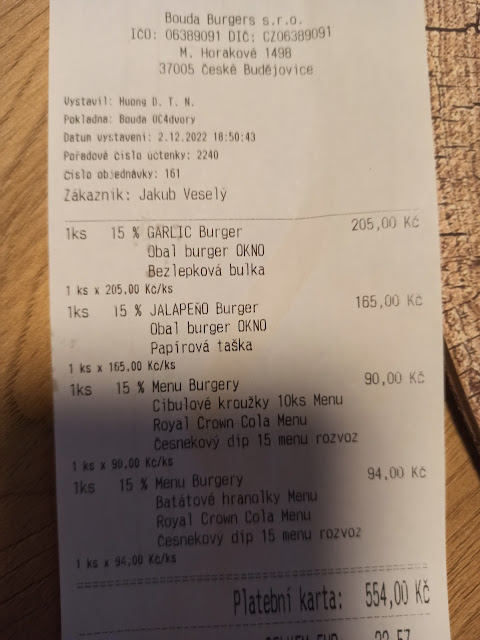 Bouda Burgers s.r.o.
IČO: 06389091 DIČ: CZ06389091
M. Horakové 1498
37005 České Budějovice
Vystavil: Huong D. T. N.
Pokladna: Bouda OC4dvory
Datum vystavení: 2.12.2022 18:50:43
Pořadové číslo účtenky: 2240
Číslo objednávky: 161
Zákazník: Jakub Veselý
1ks 15 % GARLIC Burger 205,00 Kč
Obal burger OKNO
Bezlepková bulka
1 ks x 205,00 Kč/ks
1ks 15 % JALAPEÑO Burger 165,00 Kč
Obal burger OKNO
Papírová taška
1 ks x 165,00 Kč/ks
1ks 15 % Menu Burgery 90,00 Kč
Cibulové kroužky 10ks Menu
Royal Crown Cola Menu
Česnekový dip 15 menu rozvoz
1 ks x 90,00 Kč/ks
1ks 15 % Menu Burgery 94,00 Kč
Batátové hranolky Menu
Royal Crown Cola Menu
Česnekový dip 15 menu rozvoz
1 ks x 94,00 Kč/ks
Platební karta: 554,00 Kč